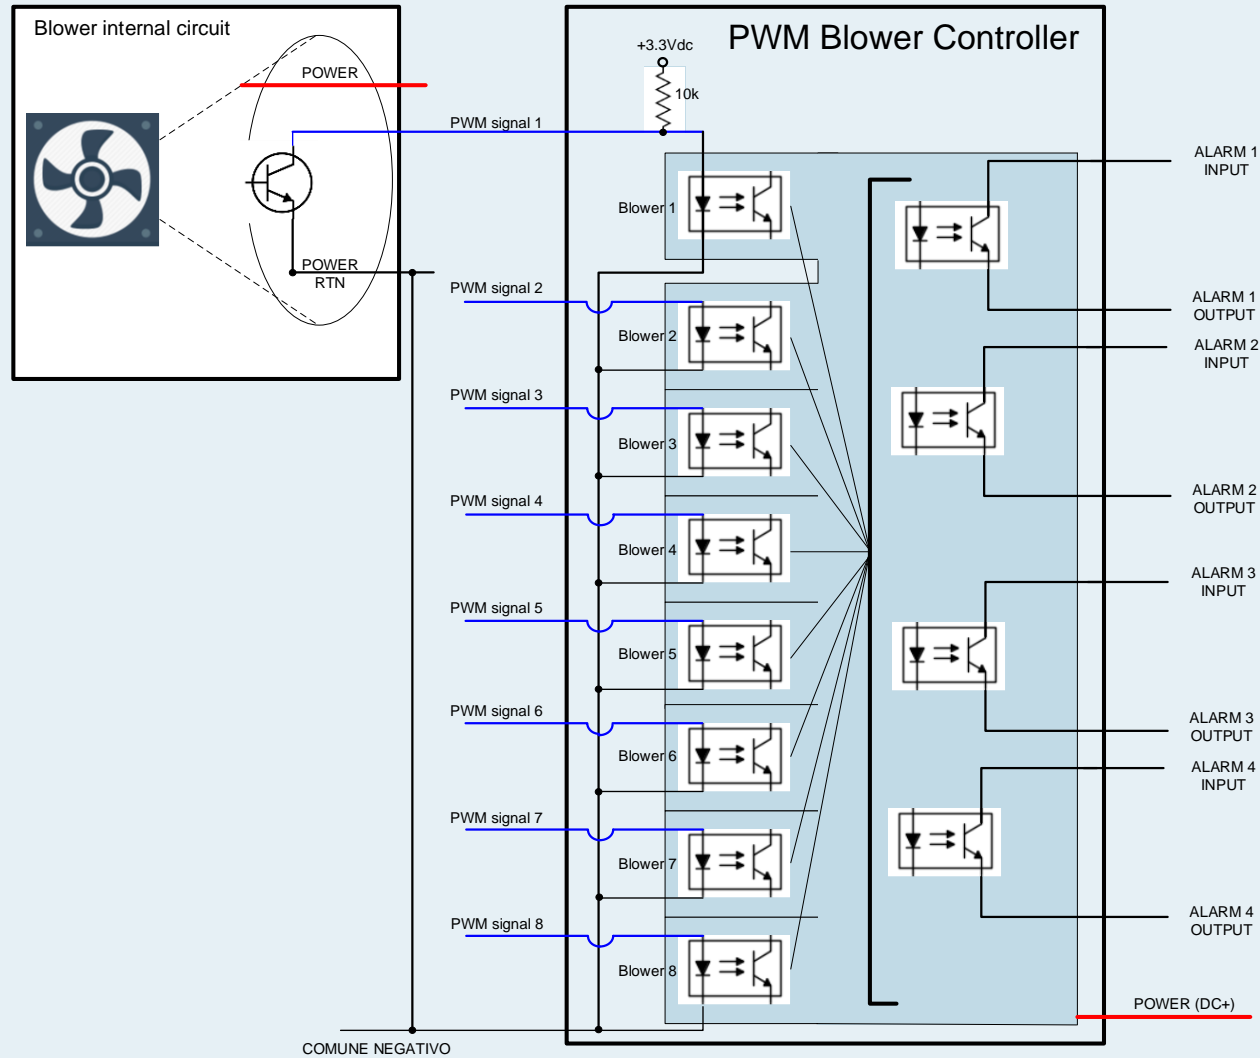 Blower internal circuit
PWM Blower Controller
+3.3Vdc
10k
POWER
PWM signal 1
POWER
RTN
Blower 1
PWM signal 2
Blower 2
PWM signal 3
Blower 3
PWM signal 4
Blower 4
PWM signal 5
Blower 5
PWM signal 6
Blower 6
PWM signal 7
Blower 7
PWM signal 8
Blower 8
COMUNE NEGATIVO
ALARM 1
INPUT
ALARM 1
OUTPUT
ALARM 2
INPUT
ALARM 2
OUTPUT
ALARM 3
INPUT
ALARM 3
OUTPUT
ALARM 4
INPUT
ALARM 4
OUTPUT
POWER (DC+)